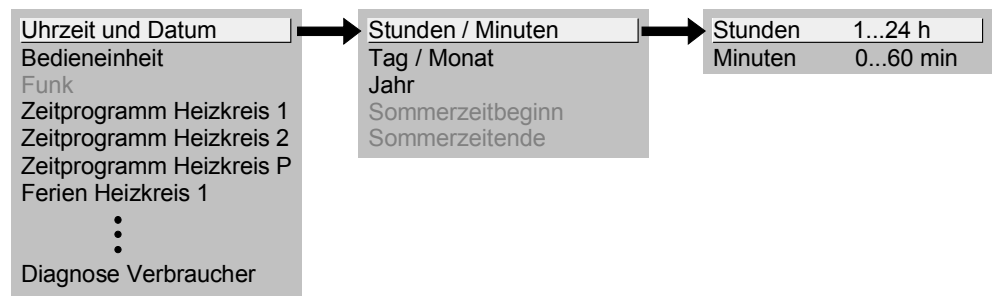 Uhrzeit und Datum
Bedieneinheit
Funk
Zeitprogramm Heizkreis 1
Zeitprogramm Heizkreis 2
Zeitprogramm Heizkreis P
Ferien Heizkreis 1
Diagnose Verbraucher
Stunden / Minuten
Tag / Monat
Jahr
Sommerzeitbeginn
Sommerzeitende
Stunden 1...24 h
Minuten 0...60 min